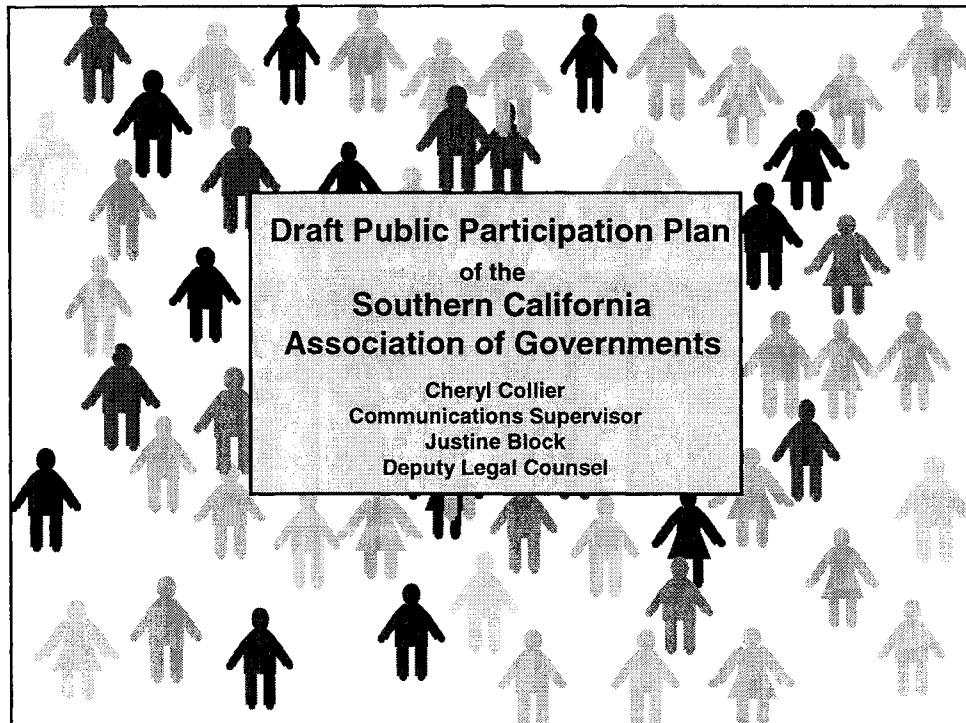 Draft Public Participation Plan
of the
Southern California
Association of Governments
Cheryl Collier
Communications Supervisor
Justine Block
Deputy Legal Counsel